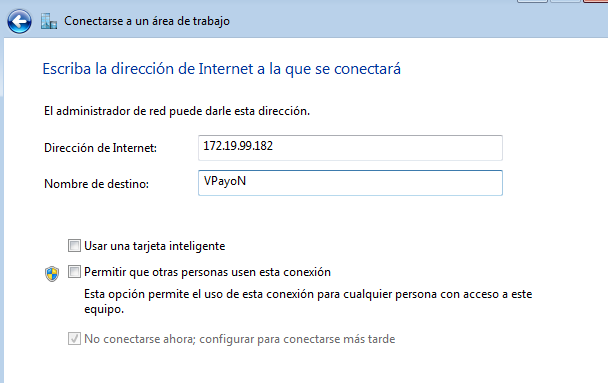 Conectarse a un área de trabajo
Escriba la dirección de Internet a la que se conectará
El administrador de red puede darle esta dirección.
Dirección de Internet: 172.19.99.182
Nombre de destino: VPayoN
Usar una tarjeta inteligente
Permitir que otras personas usen esta conexión
Esta opción permite el uso de esta conexión para cualquier persona con acceso a este
equipo.
No conectarse ahora; configurar para conectarse más tarde